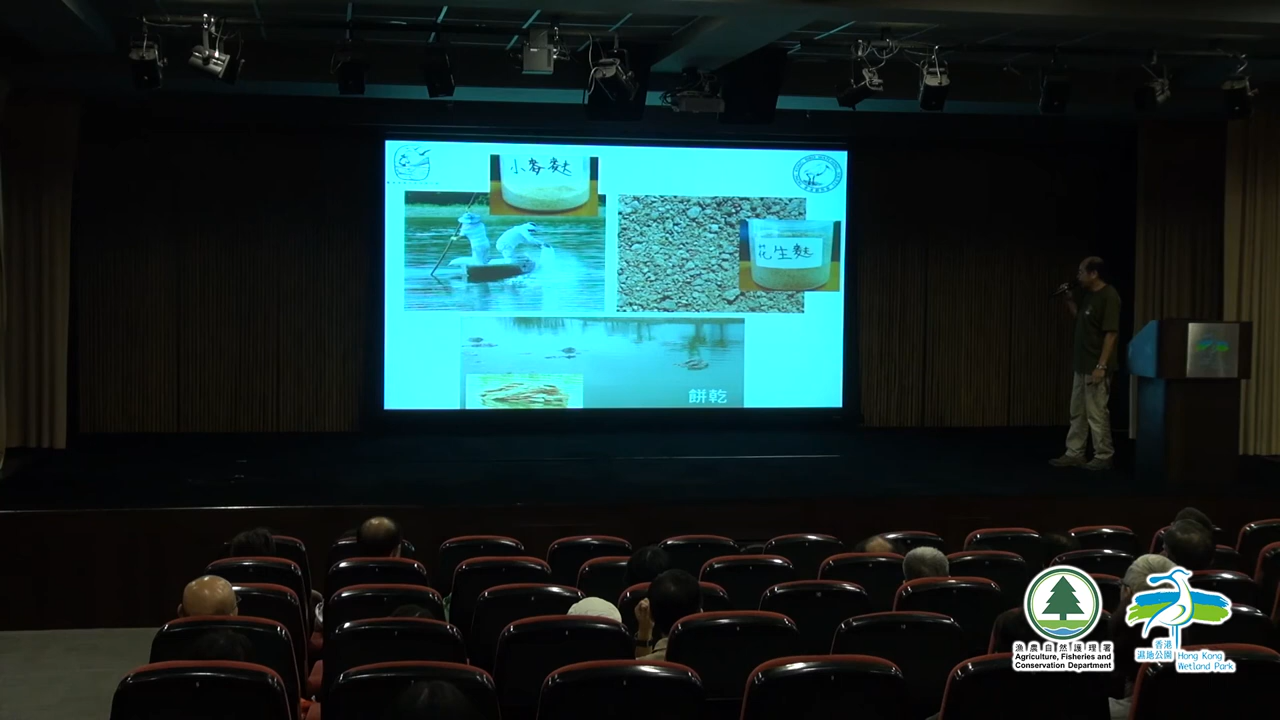 小麥麩
花生麩
餅乾
漁農自然護理署
Agriculture, Fisheries and
Conservation Department
香港
濕地公園
Hong Kong
Wetland Park